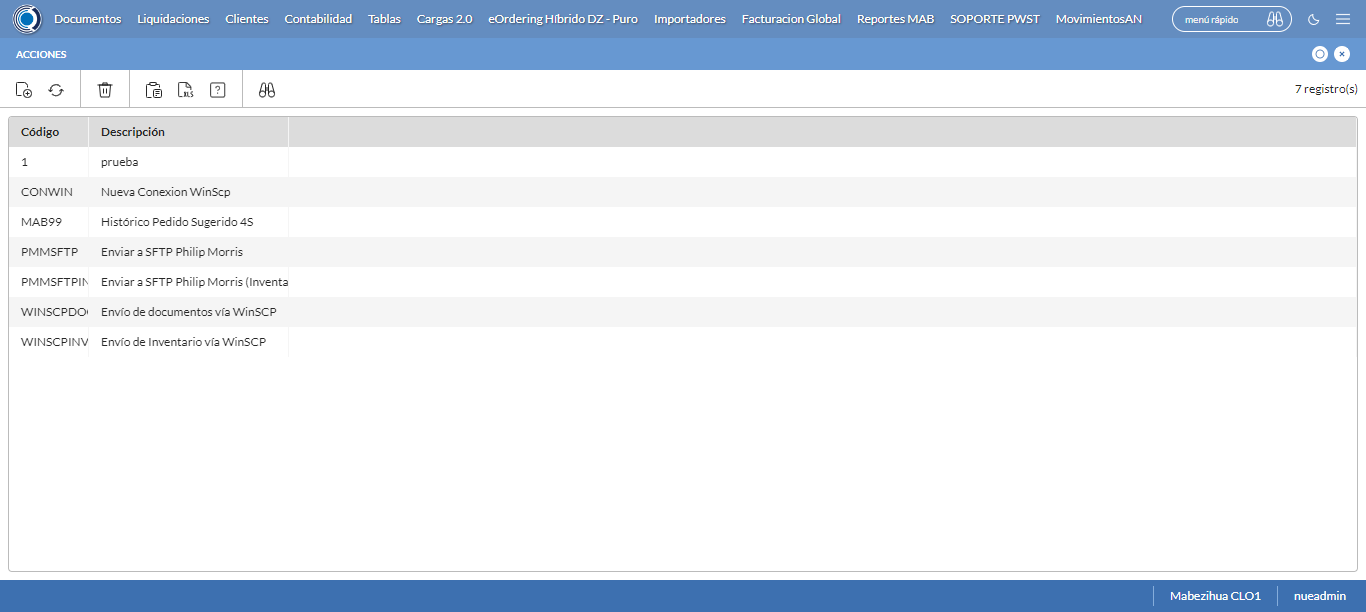 Documentos Liquidaciones Clientes Contabilidad Tablas Cargas 2.0 eOrdering Híbrido DZ - Puro Importadores Facturacion Global Reportes MAB SOPORTE PWST MovimientosAN menú rápido
ACCIONES
XLS ? 7 registro(s)
Código Descripción
1 prueba
CONWIN Nueva Conexion WinScp
MAB99 Histórico Pedido Sugerido 4S
PMMSFTP Enviar a SFTP Philip Morris
PMMSFTPIN Enviar a SFTP Philip Morris (Inventa
WINSCPDO Envío de documentos vía WinSCP
WINSCPINV Envío de Inventario vía WinSCP
Mabezihua CLO1 nueadmin